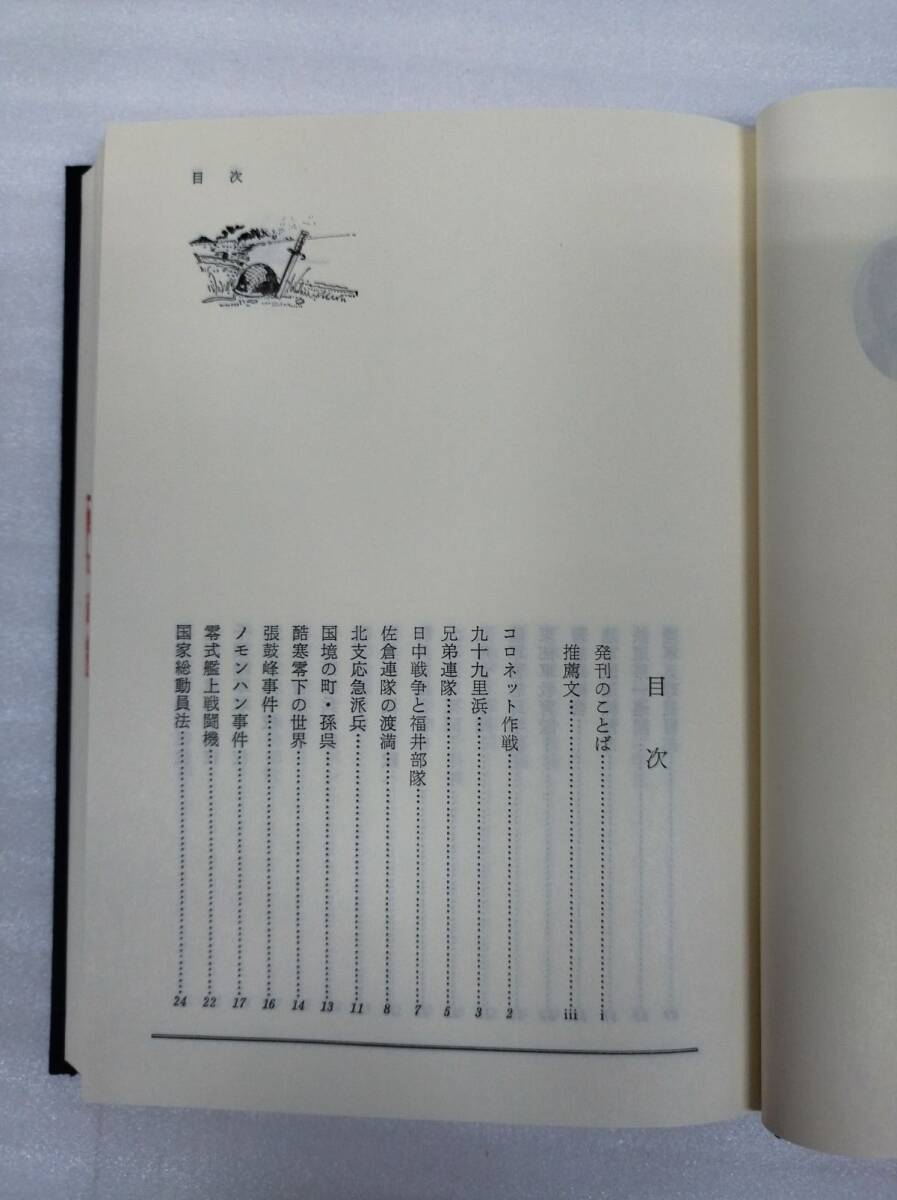 目次
目次
発刊のことば……………i
推薦文……………iii
コロネット作戦……………2
九十九里浜……………3
兄弟連隊……………5
日中戦争と福井部隊……………7
佐倉連隊の渡満……………8
北支応急派兵……………11
国境の町・孫呉……………13
酷寒零下の世界……………14
張鼓峰事件……………16
ノモンハン事件……………17
零式艦上戦闘機……………22
国家総動員法……………24